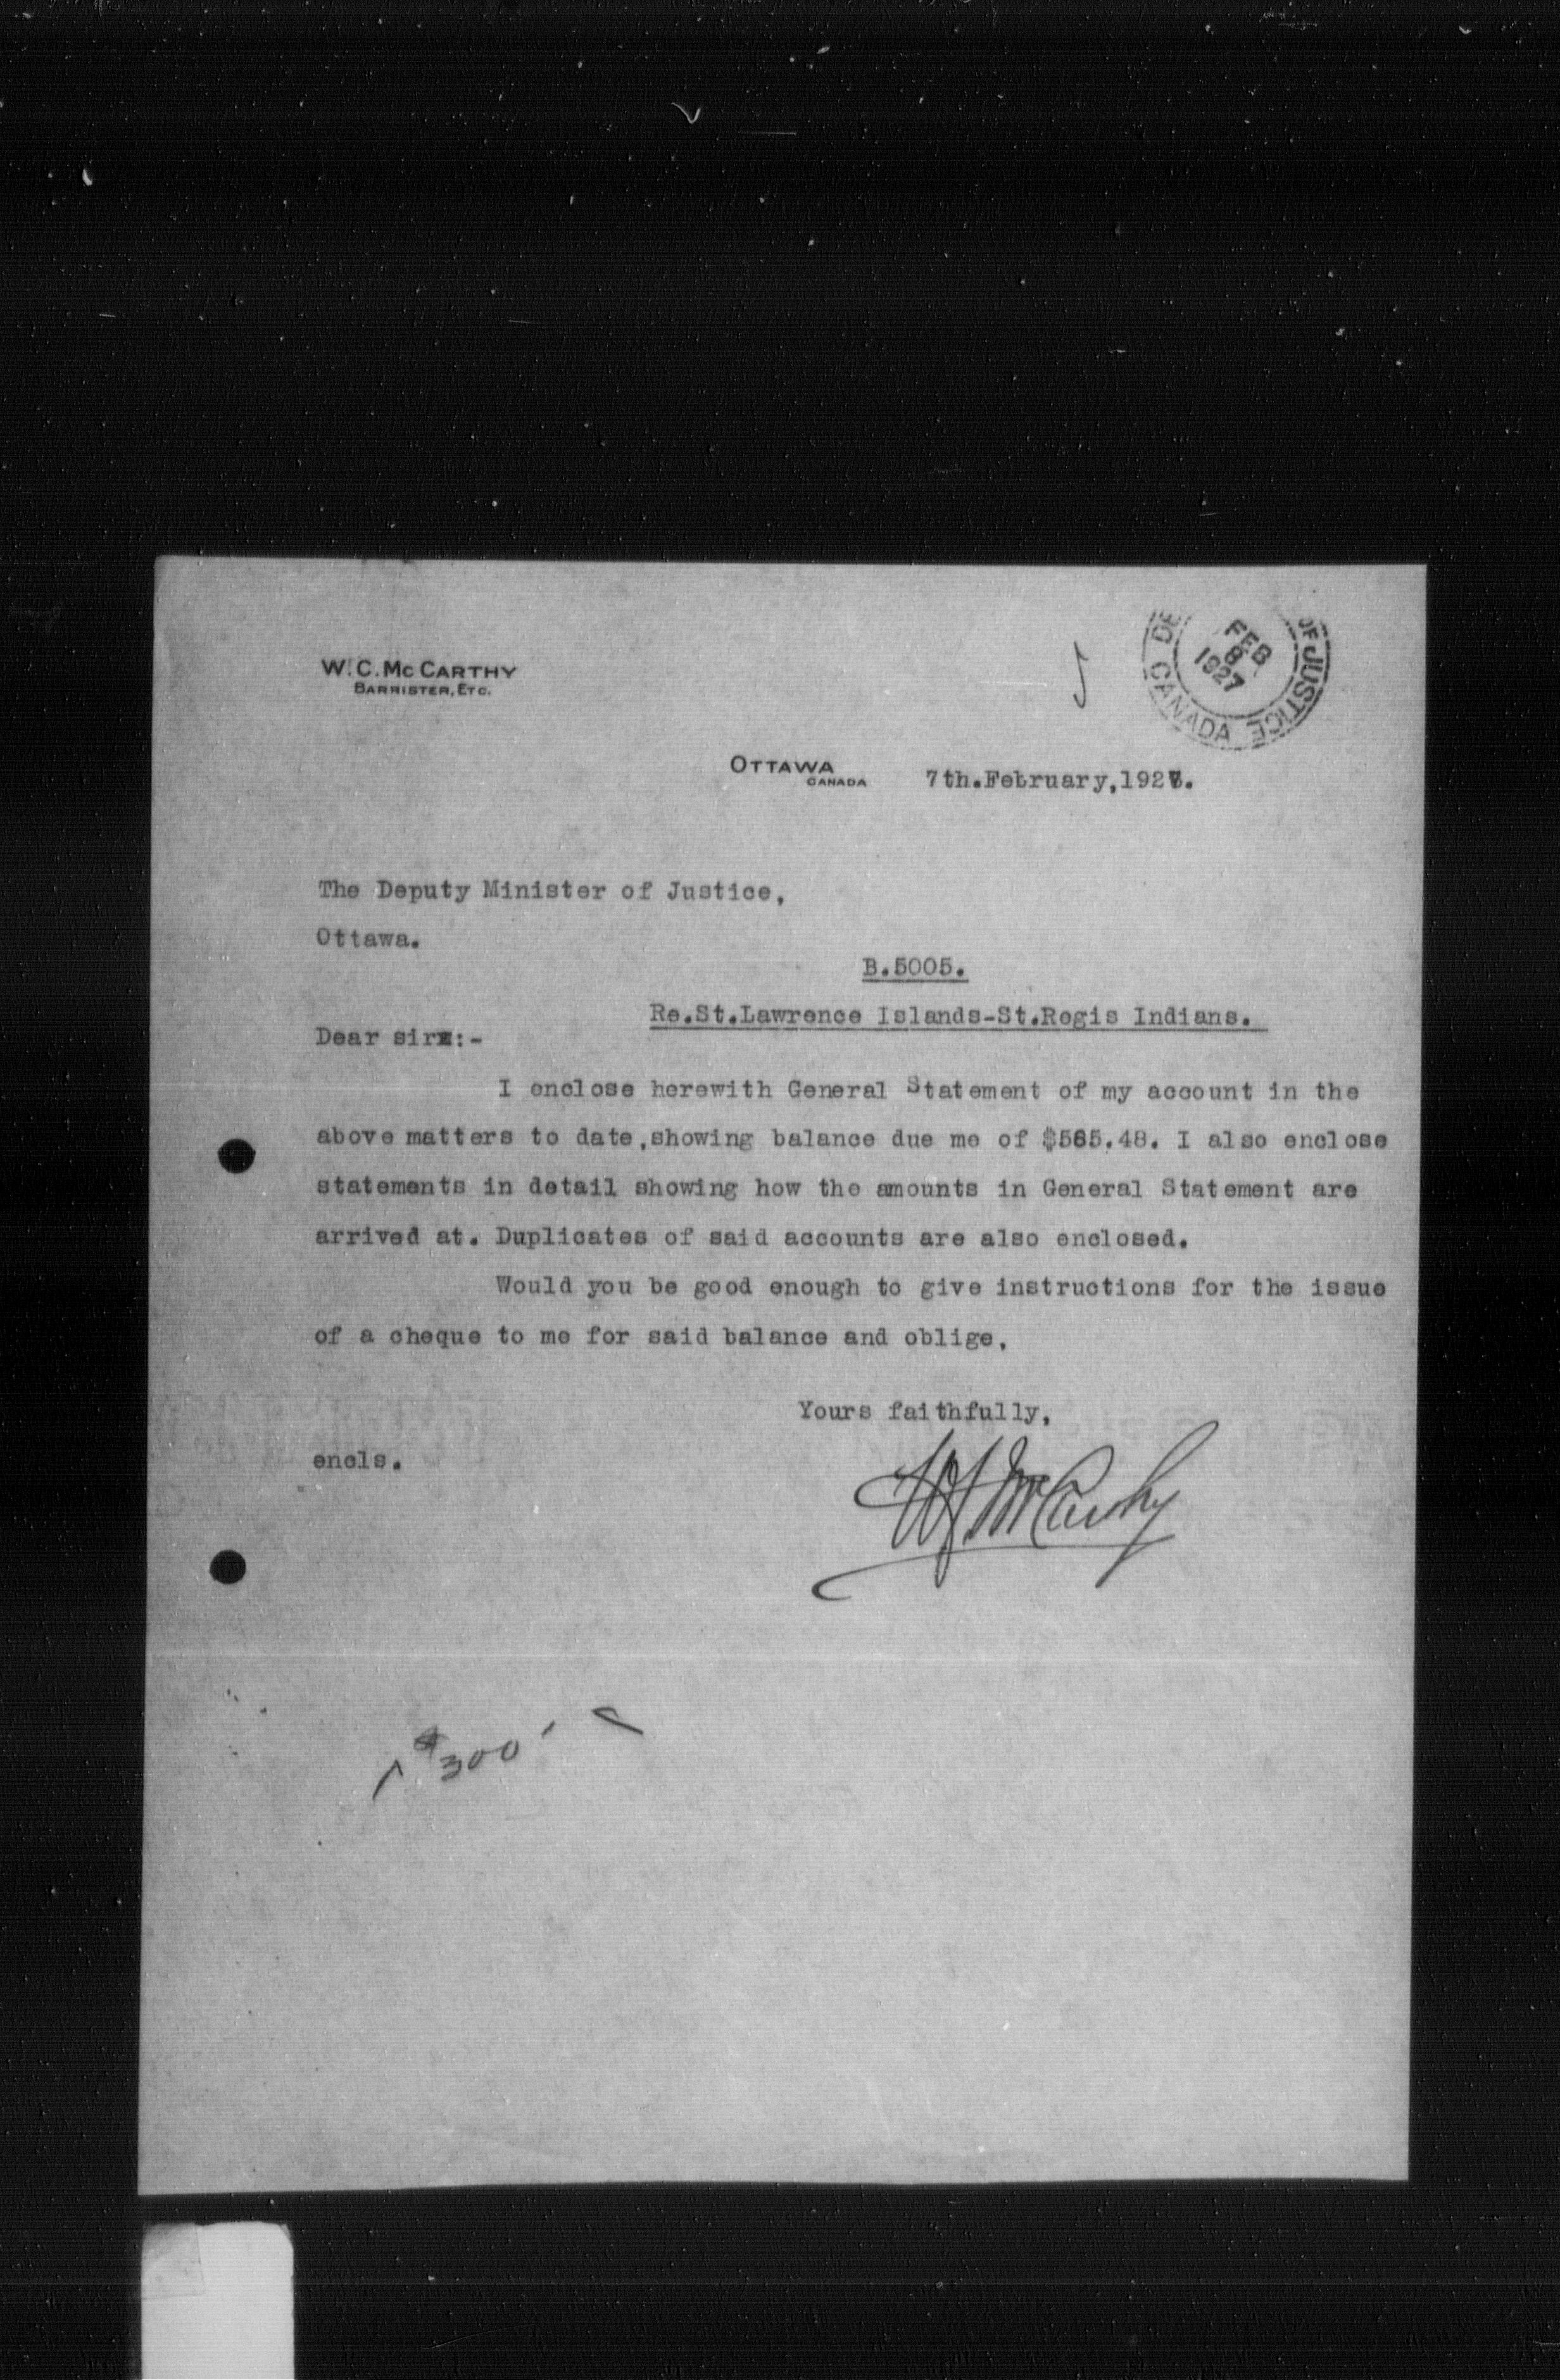 W. C. Mc CARTHY
BARRISTER, ETC.
DE OF JUSTICE
CANADA
FEB
8
1927
OTTAWA
CANADA
7th.February,1927.
The Deputy Minister of Justice,
Ottawa.
B.5005.
Re.St.Lawrence Islands-St.Regis Indians.
Dear sir:-
I enclose herewith General Statement of my account in the
above matters to date,showing balance due me of $565.48. I also enclose
statements in detail showing how the amounts in General Statement are
arrived at. Duplicates of said accounts are also enclosed.
Would you be good enough to give instructions for the issue
of a cheque to me for said balance and oblige,
Yours faithfully,
encls.
W C McCarthy
$300